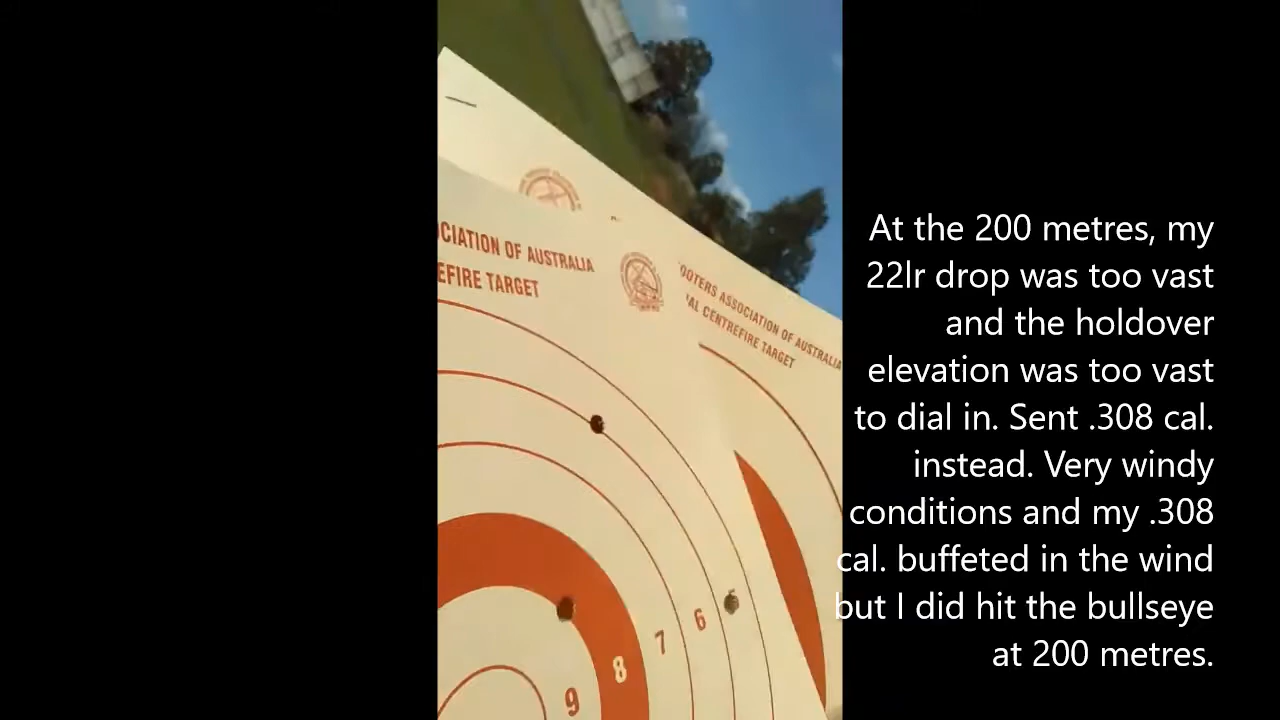 CIATION OF AUSTRALIA
EFIRE TARGET
OOTERS ASSOCIATION OF AUSTRALIA
AL CENTREFIRE TARGET
5
6
7
8
9
At the 200 metres, my
22lr drop was too vast
and the holdover
elevation was too vast
to dial in. Sent .308 cal.
instead. Very windy
conditions and my .308
cal. buffeted in the wind
but I did hit the bullseye
at 200 metres.